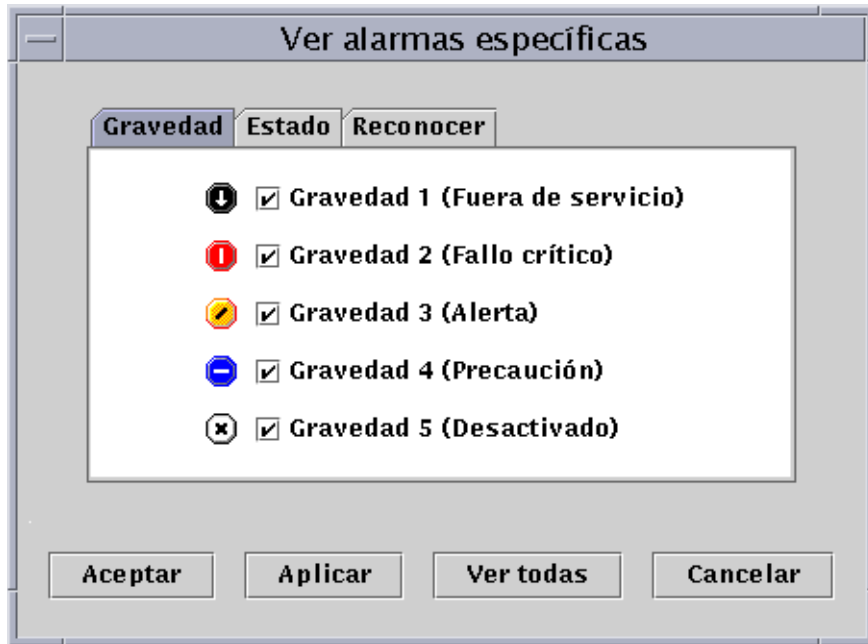 Ver alarmas específicas
Gravedad Estado Reconocer
Gravedad 1 (Fuera de servicio)
Gravedad 2 (Fallo crítico)
Gravedad 3 (Alerta)
Gravedad 4 (Precaución)
Gravedad 5 (Desactivado)
Aceptar Aplicar Ver todas Cancelar